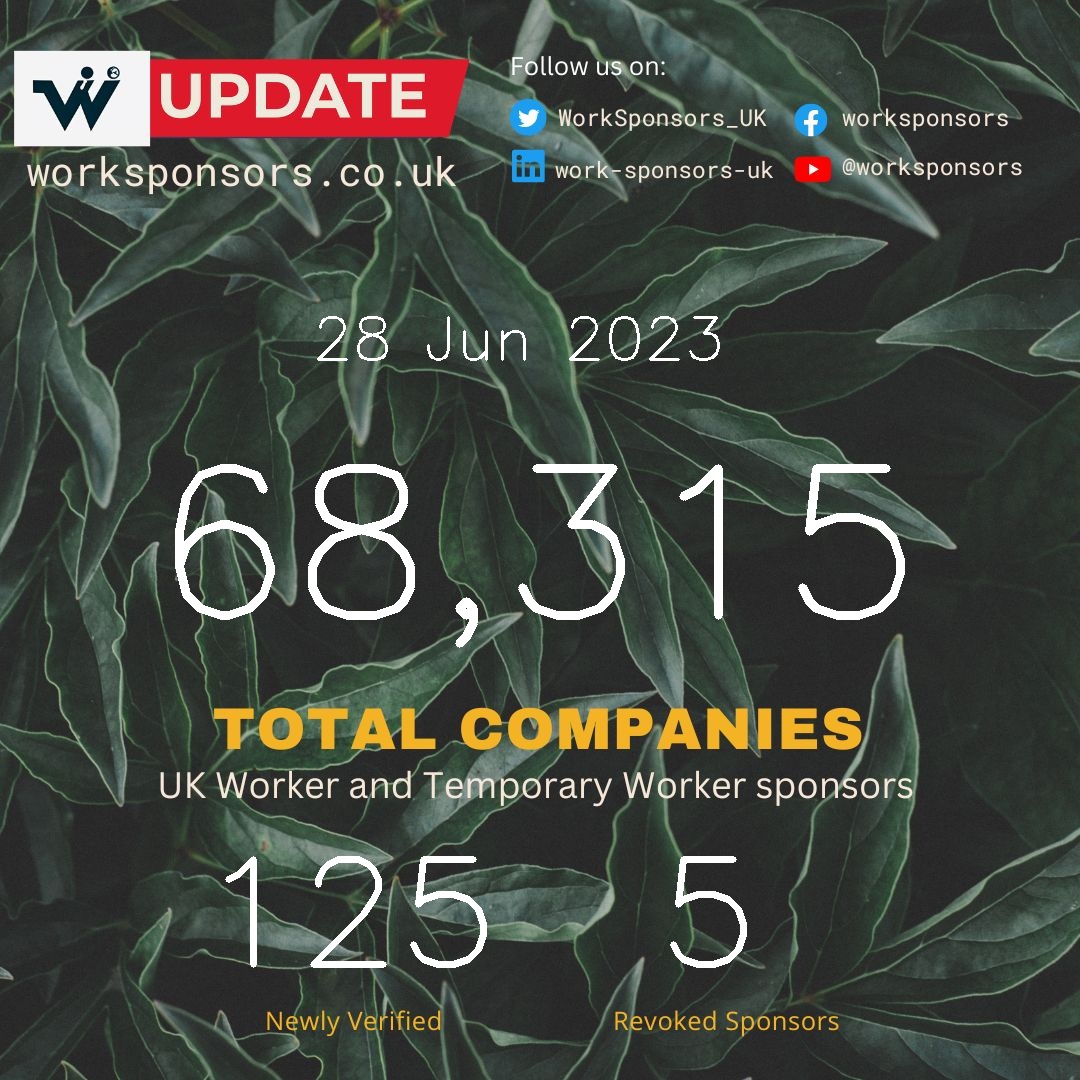 W UPDATE
worksponsors.co.uk
Follow us on:
WorkSponsors_UK worksponsors
work-sponsors-uk @worksponsors
28 Jun 2023
68,315
TOTAL COMPANIES
UK Worker and Temporary Worker sponsors
125 5
Newly Verified Revoked Sponsors